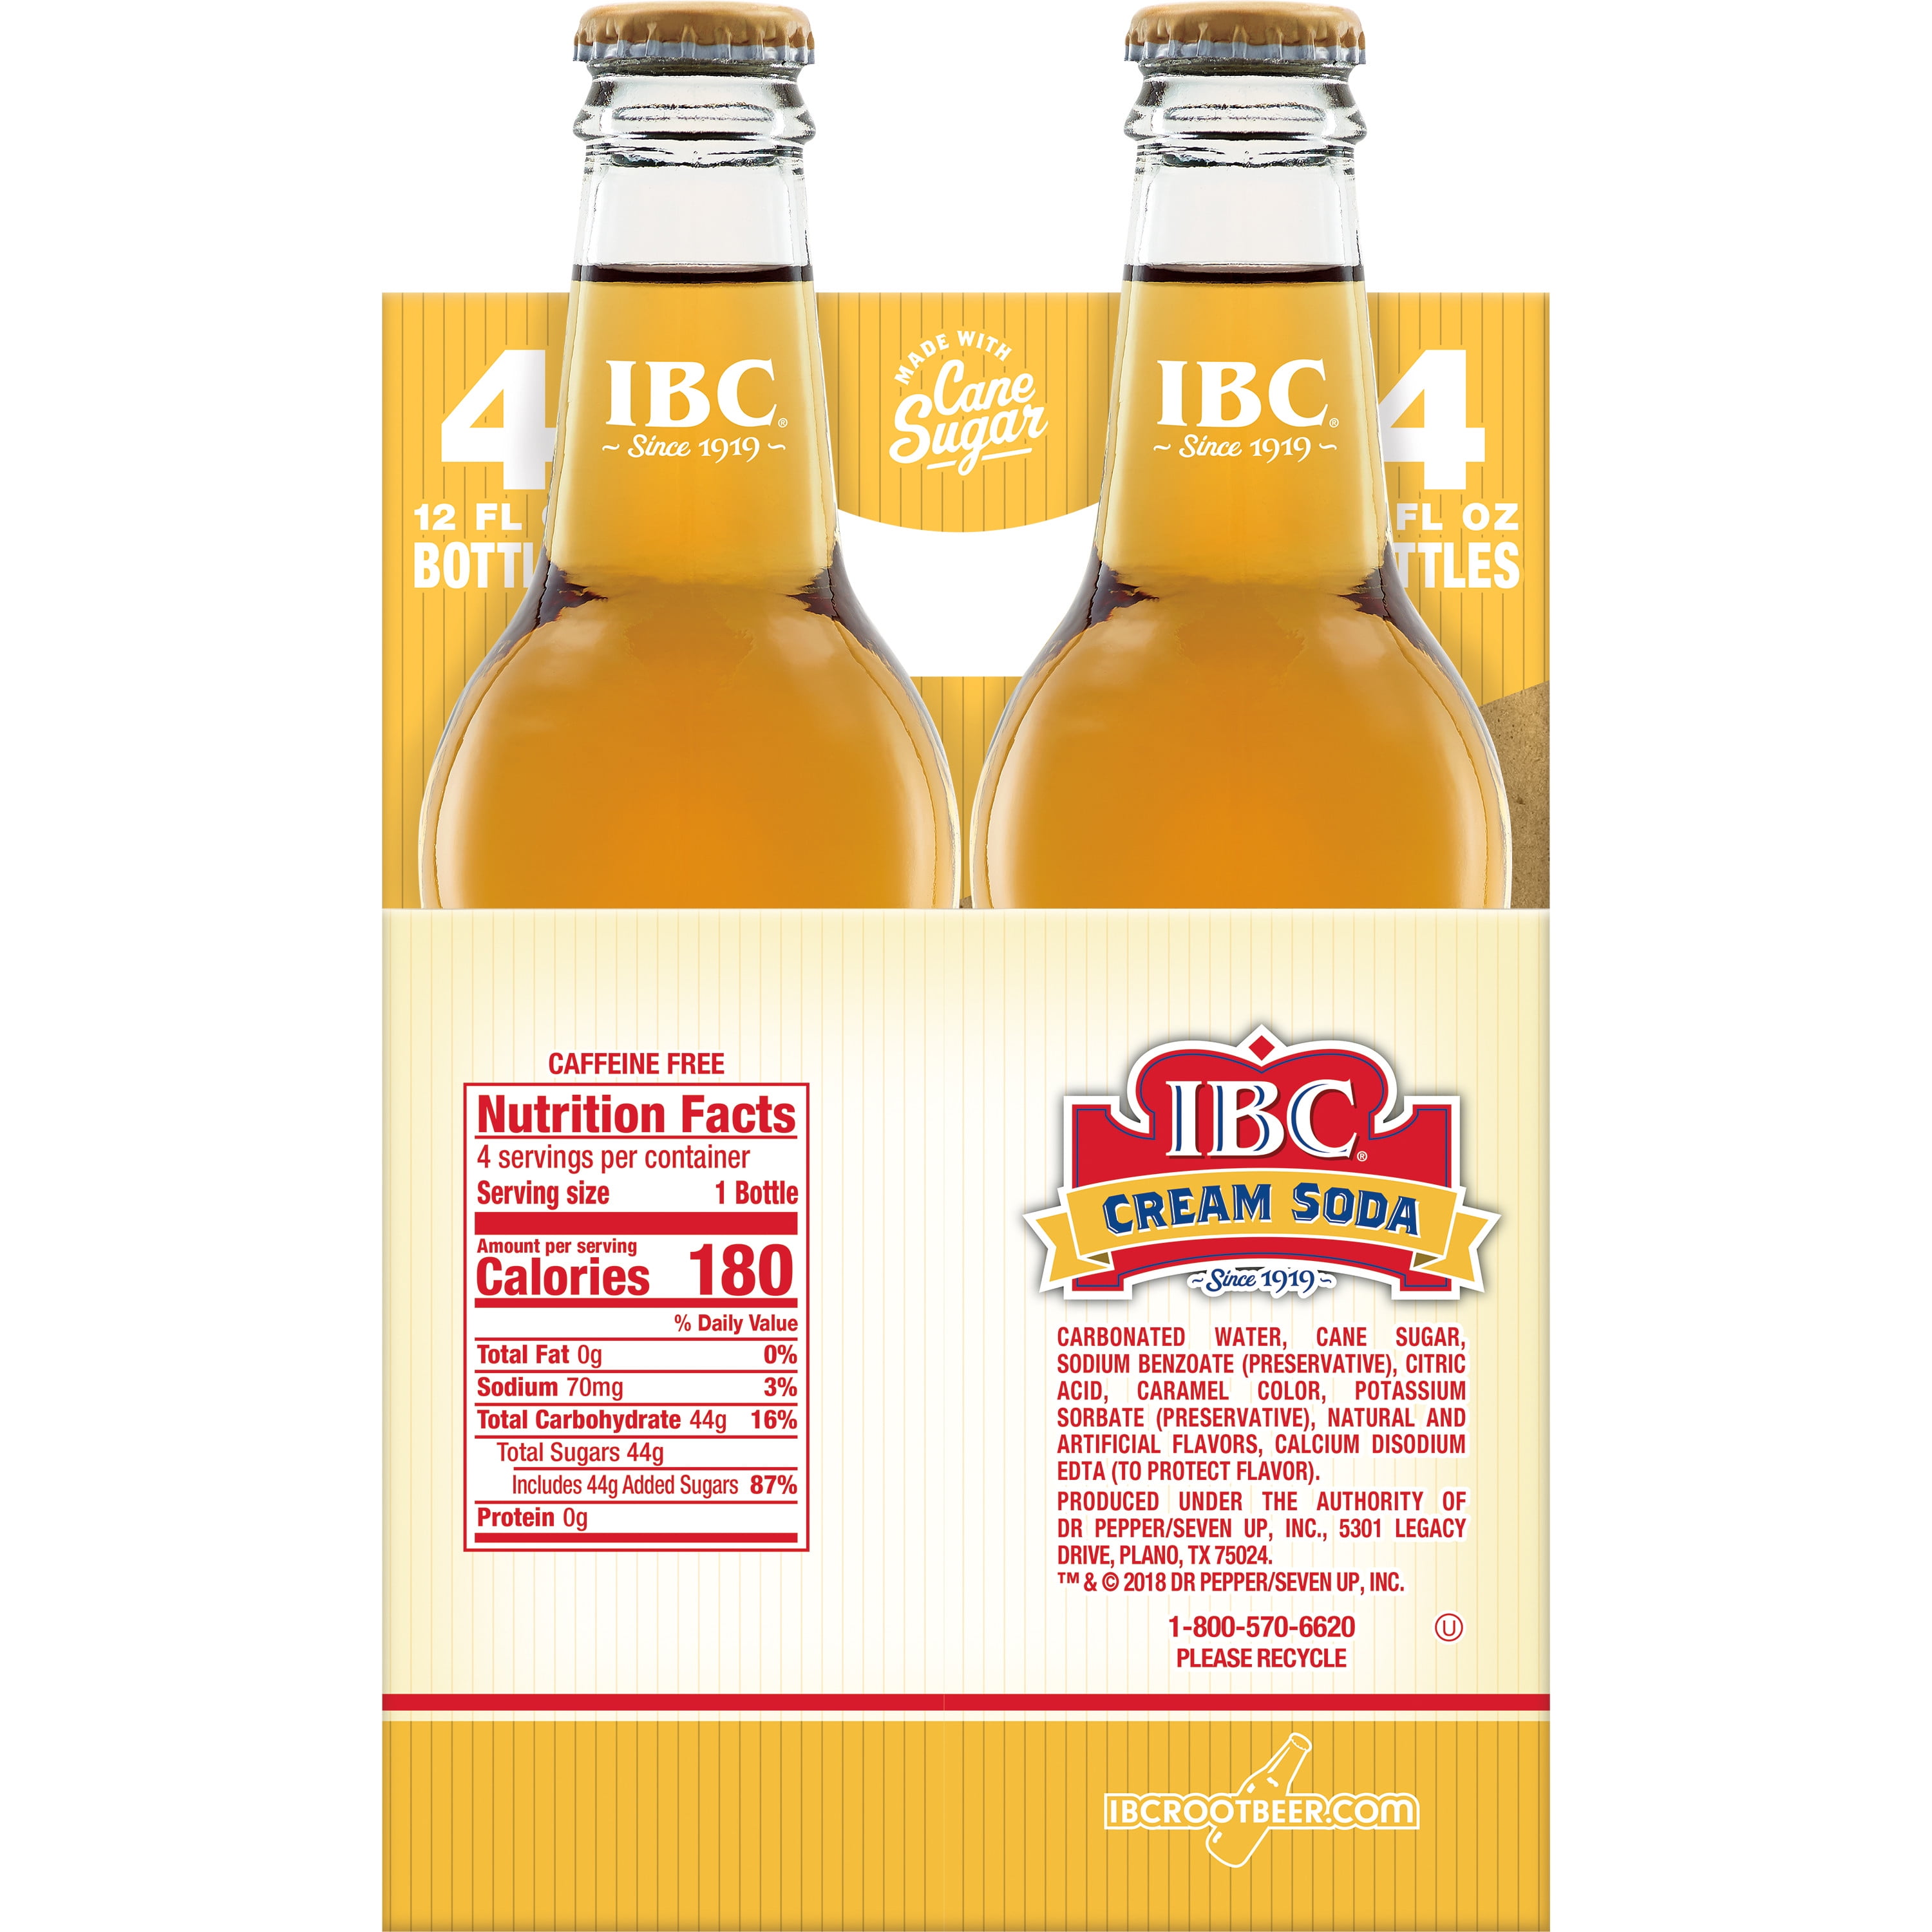 MADE WITH
Cane
Sugar
4
12 FL
IBC®
~ Since 1919 ~
IBC®
~ Since 1919 ~
4
FL OZ
CAFFEINE FREE
Nutrition Facts
4 servings per container
Serving size 1 Bottle
Amount per serving
Calories 180
% Daily Value
Total Fat 0g 0%
Sodium 70mg 3%
Total Carbohydrate 44g 16%
Total Sugars 44g
Includes 44g Added Sugars 87%
Protein 0g
IBC®
CREAM SODA
~Since 1919~
CARBONATED WATER, CANE SUGAR,
SODIUM BENZOATE (PRESERVATIVE), CITRIC
ACID, CARAMEL COLOR, POTASSIUM
SORBATE (PRESERVATIVE), NATURAL AND
ARTIFICIAL FLAVORS, CALCIUM DISODIUM
EDTA (TO PROTECT FLAVOR).
PRODUCED UNDER THE AUTHORITY OF
DR PEPPER/SEVEN UP, INC., 5301 LEGACY
DRIVE, PLANO, TX 75024.
™ & © 2018 DR PEPPER/SEVEN UP, INC.
1-800-570-6620
U
PLEASE RECYCLE
IBCROOTBEER.COM